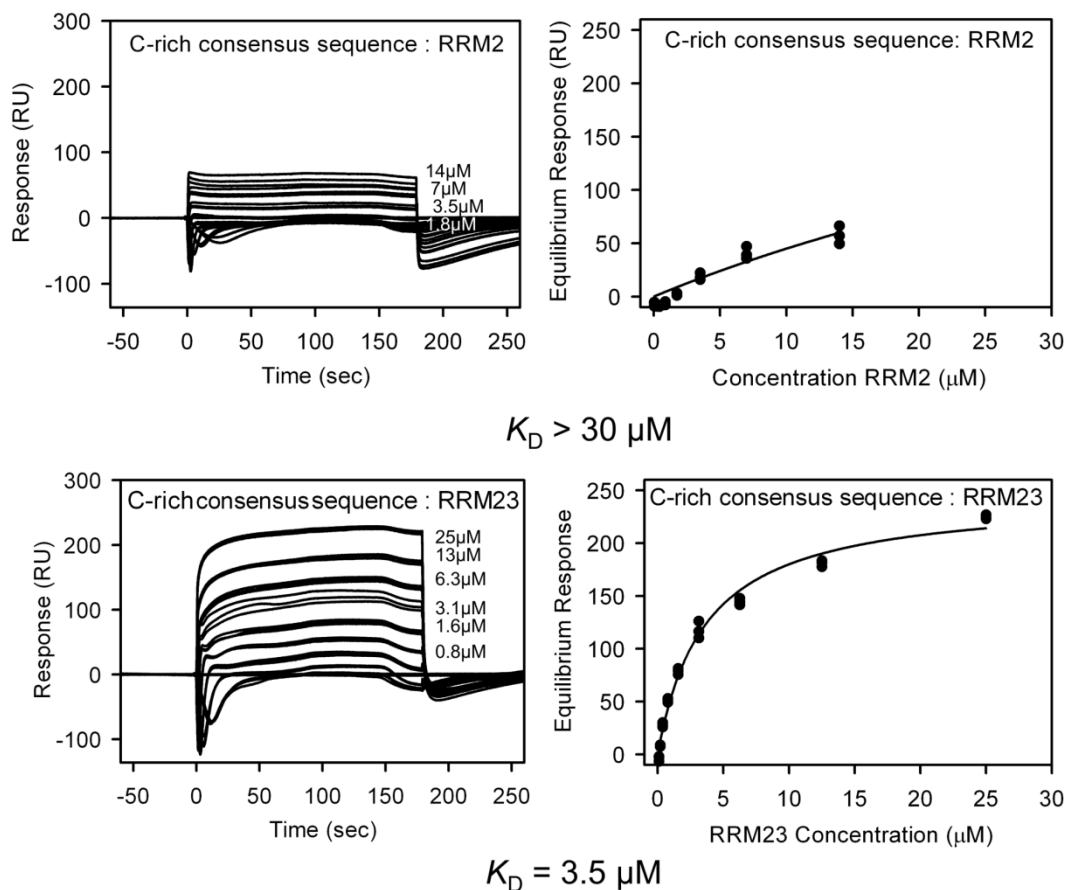 C-rich consensus sequence : RRM2
Response (RU)
300
200
100
0
-100
14µM
7µM
3.5µM
1.8µM
-50 0 50 100 150 200 250
Time (sec)
C-rich consensus sequence: RRM2
Equilibrium Response (RU)
250
200
150
100
50
0
0 5 10 15 20 25 30
Concentration RRM2 (µM)
KD > 30 µM
C-rich consensus sequence : RRM23
Response (RU)
300
200
100
0
-100
25µM
13µM
6.3µM
3.1µM
1.6µM
0.8µM
-50 0 50 100 150 200 250
Time (sec)
C-rich consensus sequence : RRM23
Equilibrium Response
250
200
150
100
50
0
0 5 10 15 20 25 30
RRM23 Concentration (µM)
KD = 3.5 µM